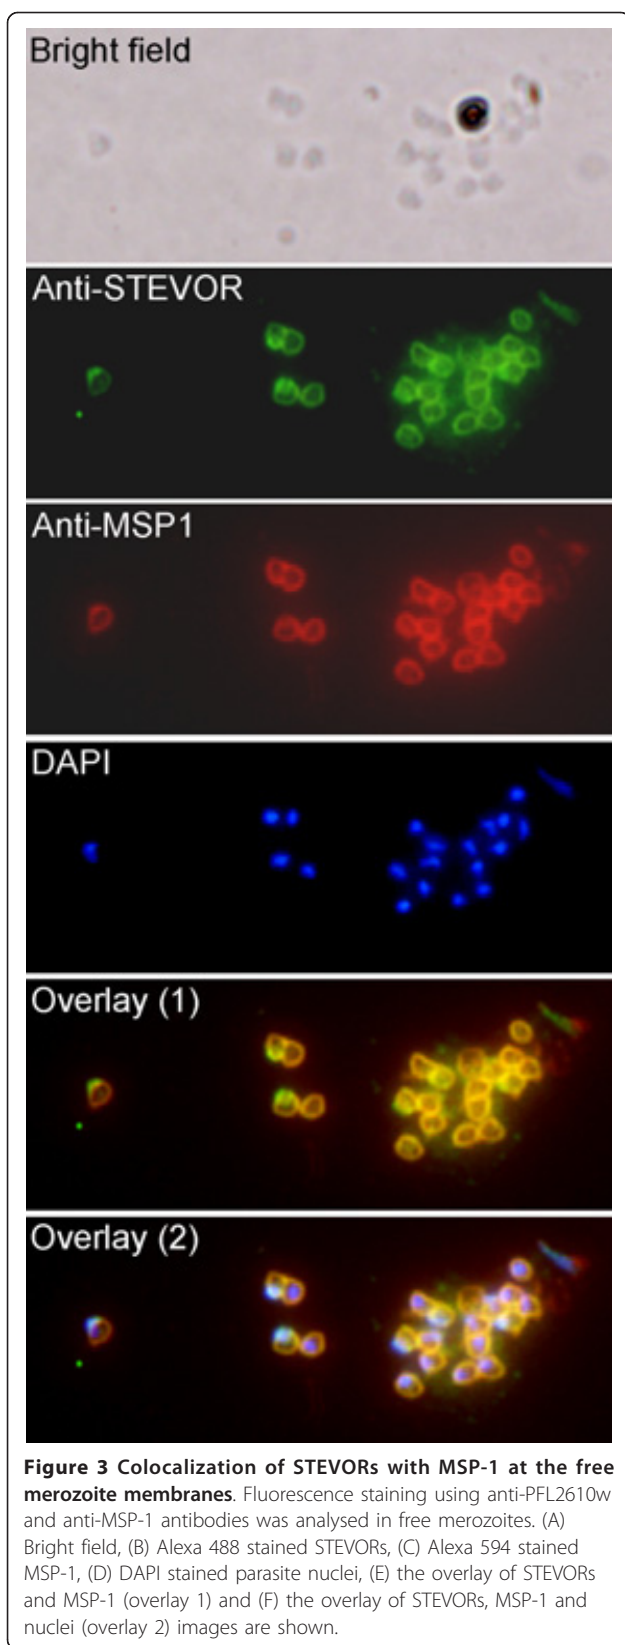 Bright field
Anti-STEVOR
Anti-MSP1
DAPI
Overlay (1)
Overlay (2)
Figure 3 Colocalization of STEVORs with MSP-1 at the free
merozoite membranes. Fluorescence staining using anti-PFL2610w
and anti-MSP-1 antibodies was analysed in free merozoites. (A)
Bright field, (B) Alexa 488 stained STEVORs, (C) Alexa 594 stained
MSP-1, (D) DAPI stained parasite nuclei, (E) the overlay of STEVORs
and MSP-1 (overlay 1) and (F) the overlay of STEVORs, MSP-1 and
nuclei (overlay 2) images are shown.